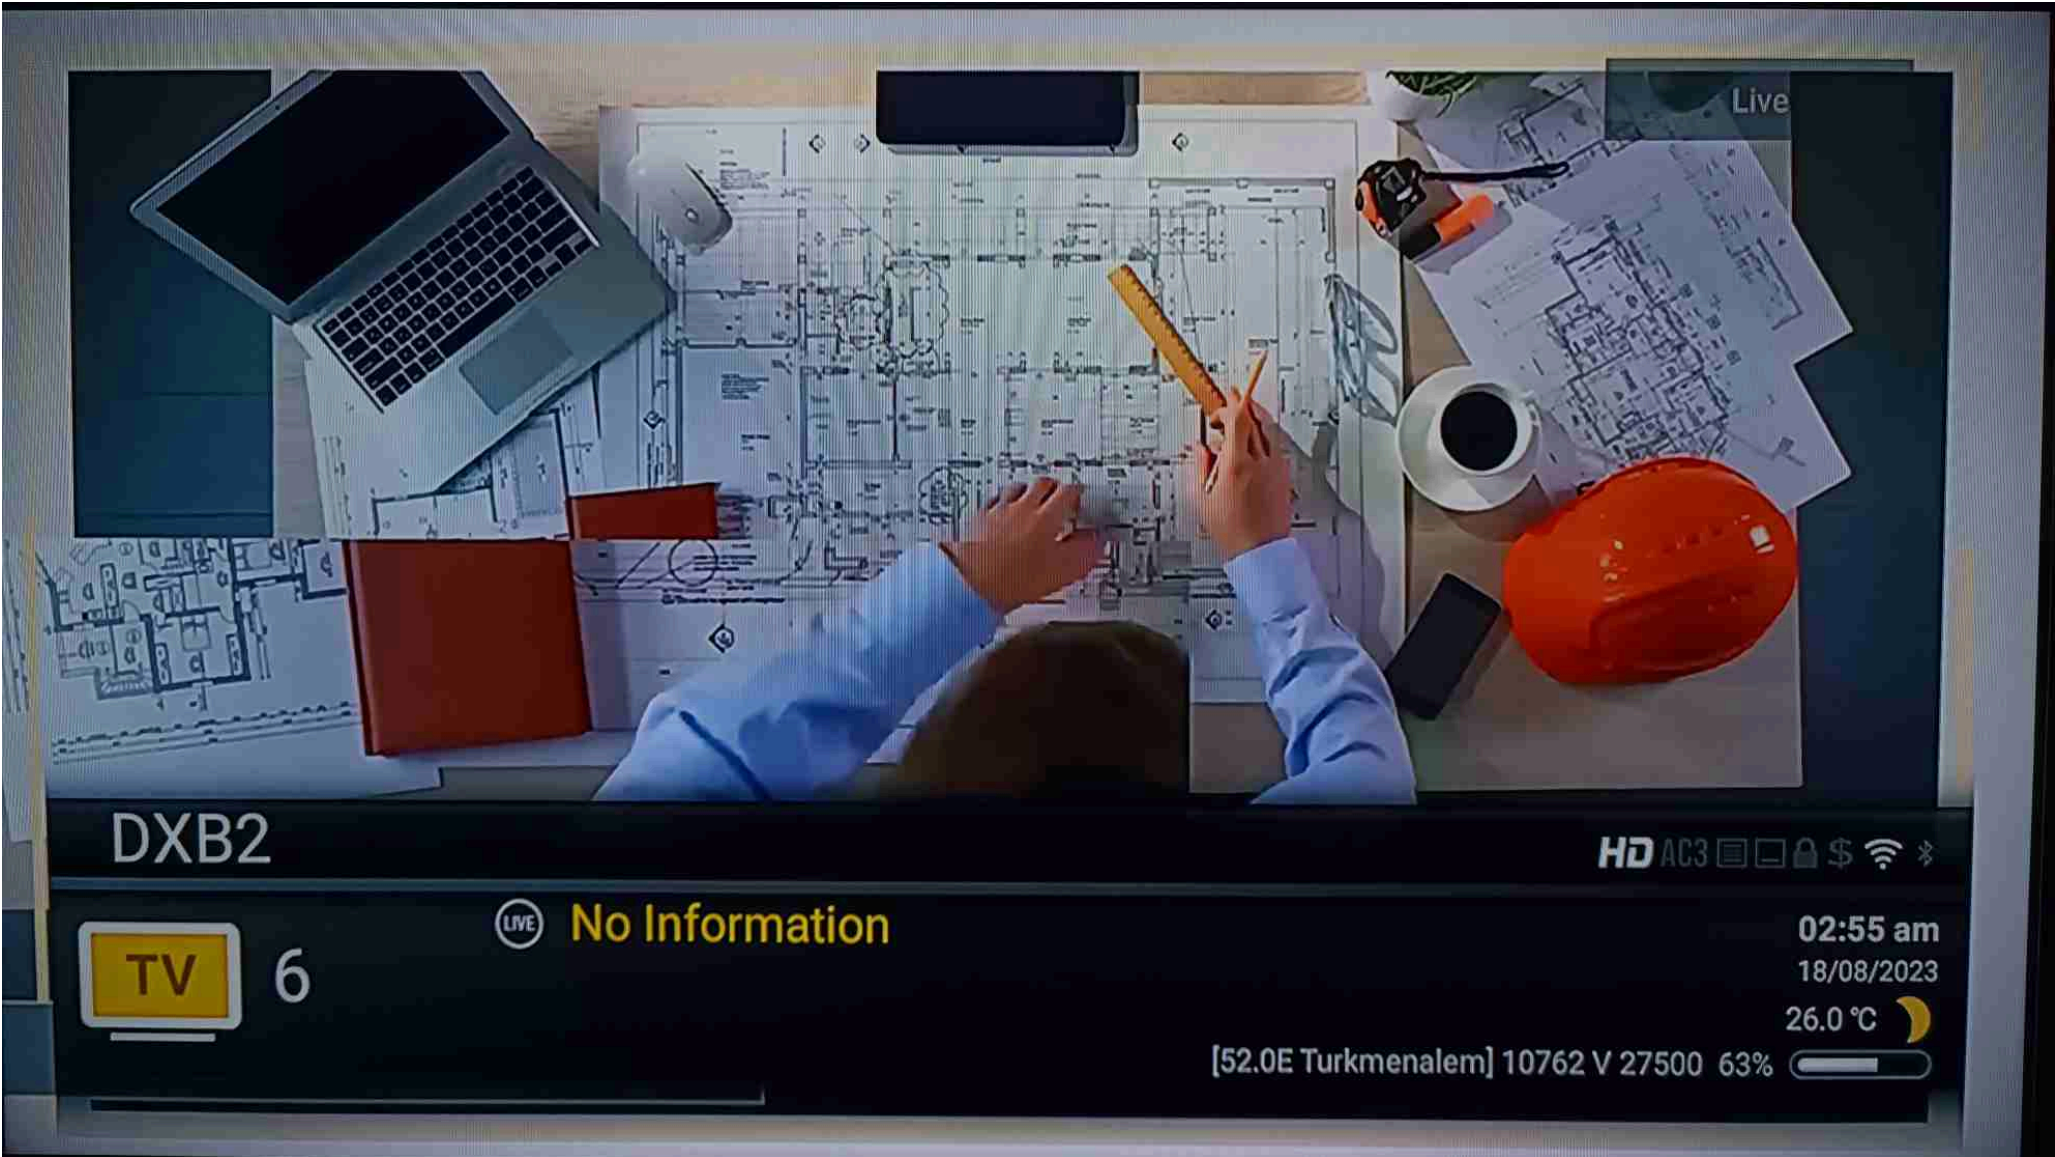 Live
DXB2
HD AC3 $
TV 6
LIVE No Information
02:55 am
18/08/2023
26.0 °C
[52.0E Turkmenalem] 10762 V 27500 63%